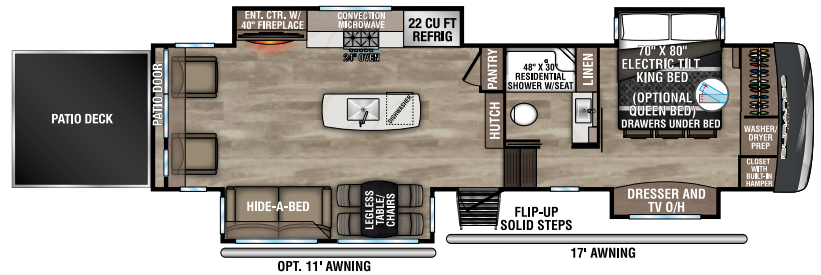 ENT. CTR. W/
40" FIREPLACE
CONVECTION
MICROWAVE
24" OVEN
22 CU FT
REFRIG
PATIO DECK
PATIO DOOR
PANTRY
HUTCH
48" X 30"
RESIDENTIAL
SHOWER W/SEAT
LINEN
DISHWASHER
70" X 80"
ELECTRIC TILT
KING BED
(OPTIONAL
QUEEN BED)
DRAWERS UNDER BED
WASHER/
DRYER
PREP
CLOSET
WITH
BUILT-IN
HAMPER
HIDE-A-BED
LEGLESS
TABLE/
CHAIRS
FLIP-UP
SOLID STEPS
DRESSER AND
TV O/H
OPT. 11' AWNING
17' AWNING